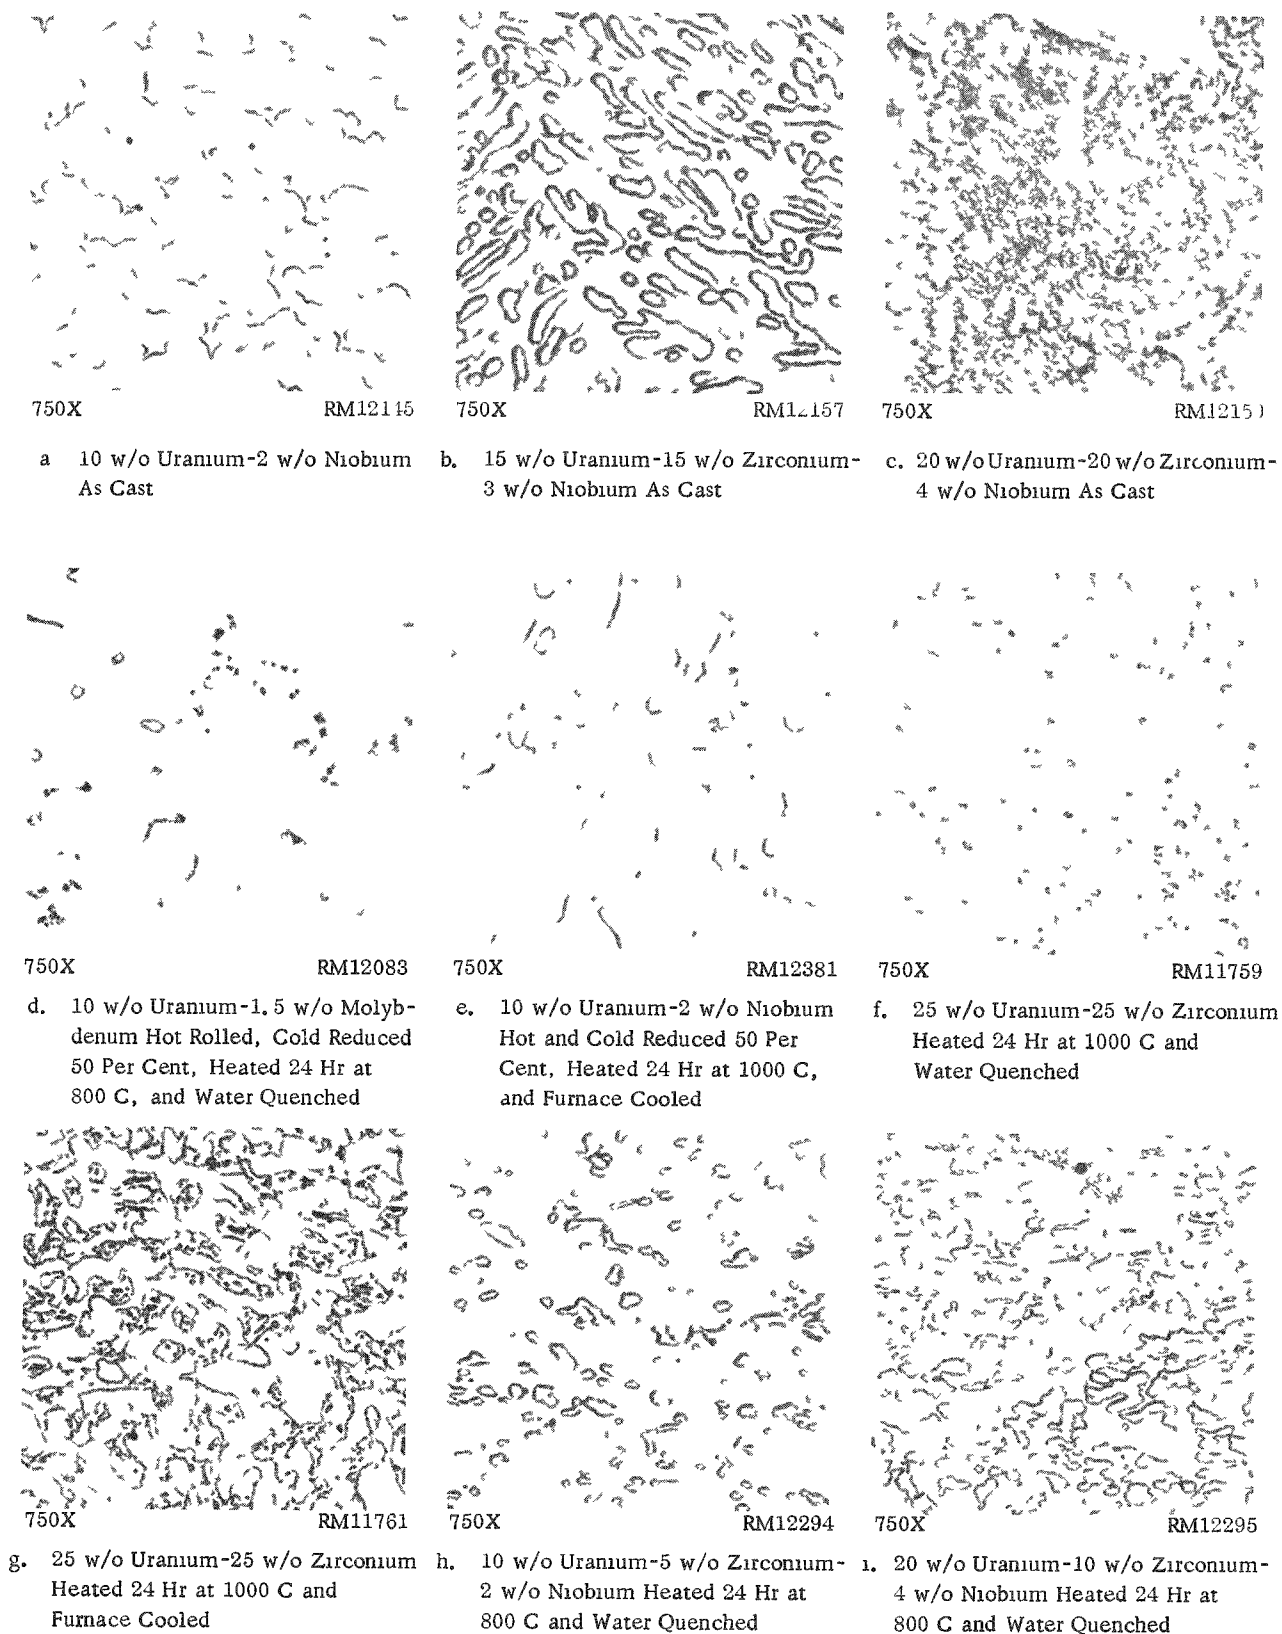 750X RM12145
750X 
750X 
a 10 w/o Uranium-2 w/o Niobium
As Cast
b. 15 w/o Uranium-15 w/o Zirconium-
3 w/o Niobium As Cast
c. 20 w/o Uranium-20 w/o Zirconium-
4 w/o Niobium As Cast
750X RM12083
750X RM12381
750X RM11759
d. 10 w/o Uranium-1.5 w/o Molyb-
denum Hot Rolled, Cold Reduced
50 Per Cent, Heated 24 Hr at
800 C, and Water Quenched
e. 10 w/o Uranium-2 w/o Niobium
Hot and Cold Reduced 50 Per
Cent, Heated 24 Hr at 1000 C,
and Furnace Cooled
f. 25 w/o Uranium-25 w/o Zirconium
Heated 24 Hr at 1000 C and
Water Quenched
750X RM11761
750X RM12294
750X RM12295
g. 25 w/o Uranium-25 w/o Zirconium
Heated 24 Hr at 1000 C and
Furnace Cooled
h. 10 w/o Uranium-5 w/o Zirconium-
2 w/o Niobium Heated 24 Hr at
800 C and Water Quenched
i. 20 w/o Uranium-10 w/o Zirconium-
4 w/o Niobium Heated 24 Hr at
800 C and Water Quenched